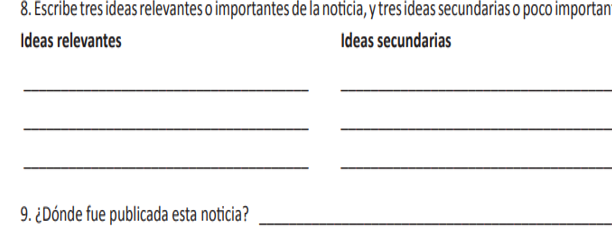 8. Escribe tres ideas relevantes o importantes de la noticia, y tres ideas secundarias o poco importan
Ideas relevantes Ideas secundarias
9. ¿Dónde fue publicada esta noticia?